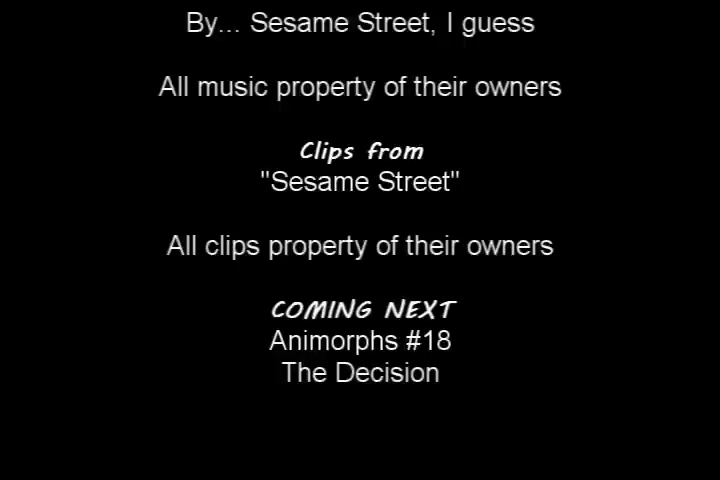 By... Sesame Street, I guess
All music property of their owners
Clips from
"Sesame Street"
All clips property of their owners
COMING NEXT
Animorphs #18
The Decision